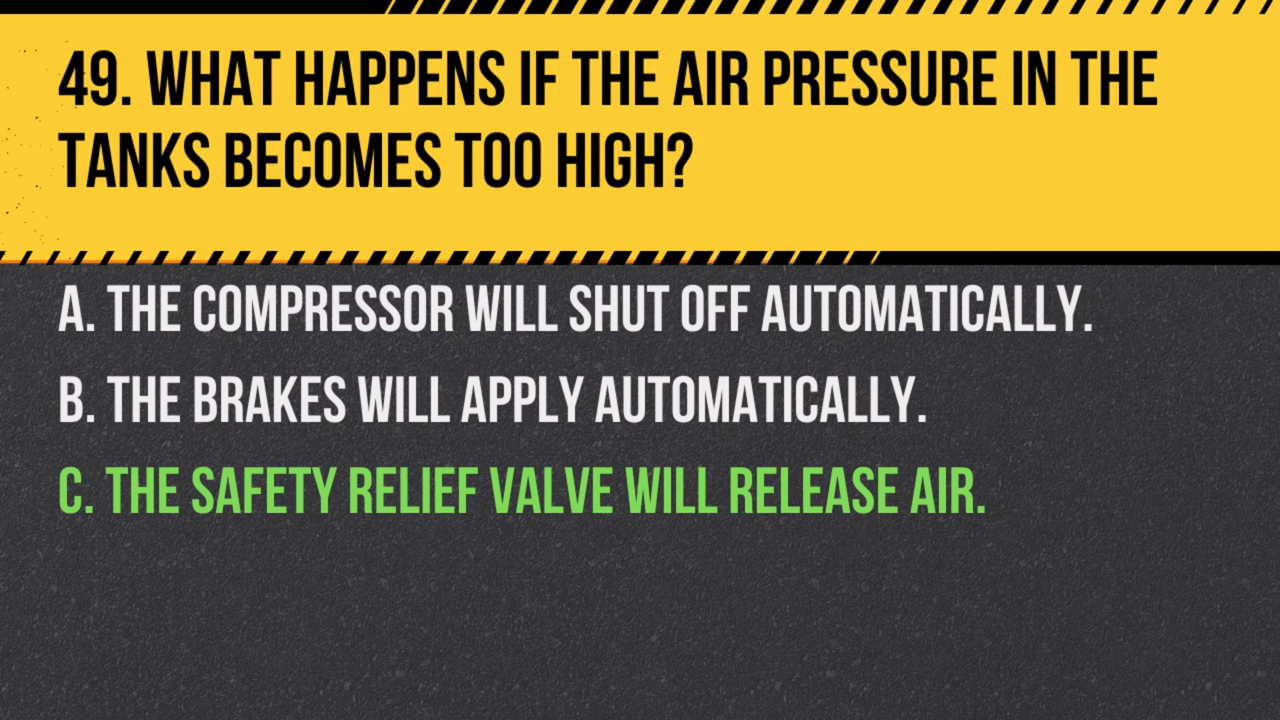 49. WHAT HAPPENS IF THE AIR PRESSURE IN THE
TANKS BECOMES TOO HIGH?
A. THE COMPRESSOR WILL SHUT OFF AUTOMATICALLY.
B. THE BRAKES WILL APPLY AUTOMATICALLY.
C. THE SAFETY RELIEF VALVE WILL RELEASE AIR.